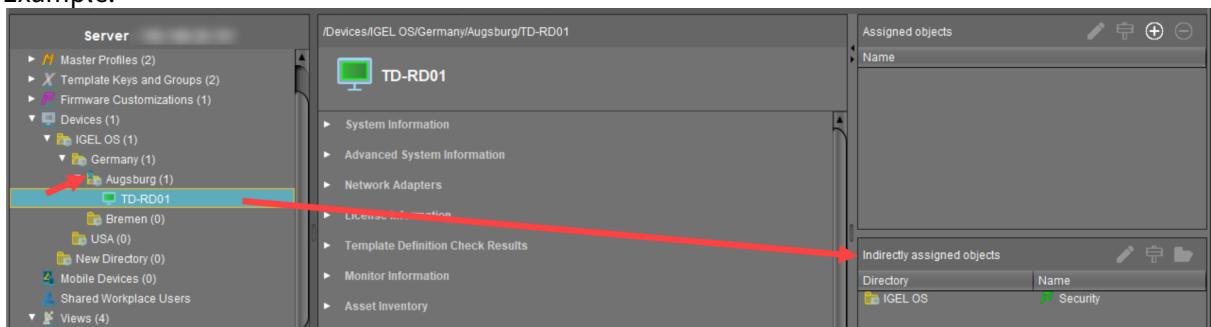 Example:
Server
Master Profiles (2)
Template Keys and Groups (2)
Firmware Customizations (1)
Devices (1)
IGEL OS (1)
Germany (1)
Augsburg (1)
TD-RD01
Bremen (0)
USA (0)
New Directory (0)
Mobile Devices (0)
Shared Workplace Users
Views (4)
/Devices/IGEL OS/Germany/Augsburg/TD-RD01
TD-RD01
System Information
Advanced System Information
Network Adapters
License Information
Template Definition Check Results
Monitor Information
Asset Inventory
Assigned objects
Name
Indirectly assigned objects
Directory Name
IGEL OS Security